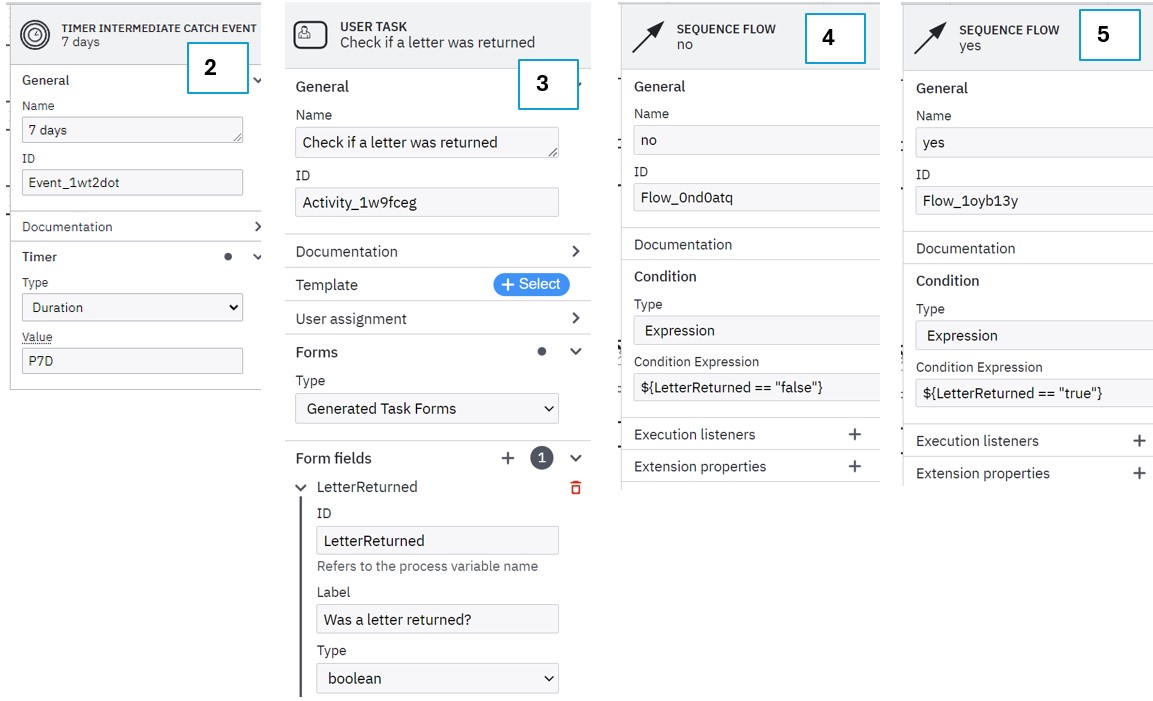 TIMER INTERMEDIATE CATCH EVENT
7 days
2
General
Name
7 days
ID
Event_1wt2dot
Documentation
Timer
Type
Duration
Value
P7D
USER TASK
Check if a letter was returned
3
General
Name
Check if a letter was returned
ID
Activity_1w9fceg
Documentation
Template
+ Select
User assignment
Forms
Type
Generated Task Forms
Form fields + 1
LetterReturned
ID
LetterReturned
Refers to the process variable name
Label
Was a letter returned?
Type
boolean
SEQUENCE FLOW
no
4
General
Name
no
ID
Flow_0nd0atq
Documentation
Condition
Type
Expression
Condition Expression
${LetterReturned == "false"}
Execution listeners +
Extension properties +
SEQUENCE FLOW
yes
5
General
Name
yes
ID
Flow_1oyb13y
Documentation
Condition
Type
Expression
Condition Expression
${LetterReturned == "true"}
Execution listeners +
Extension properties +